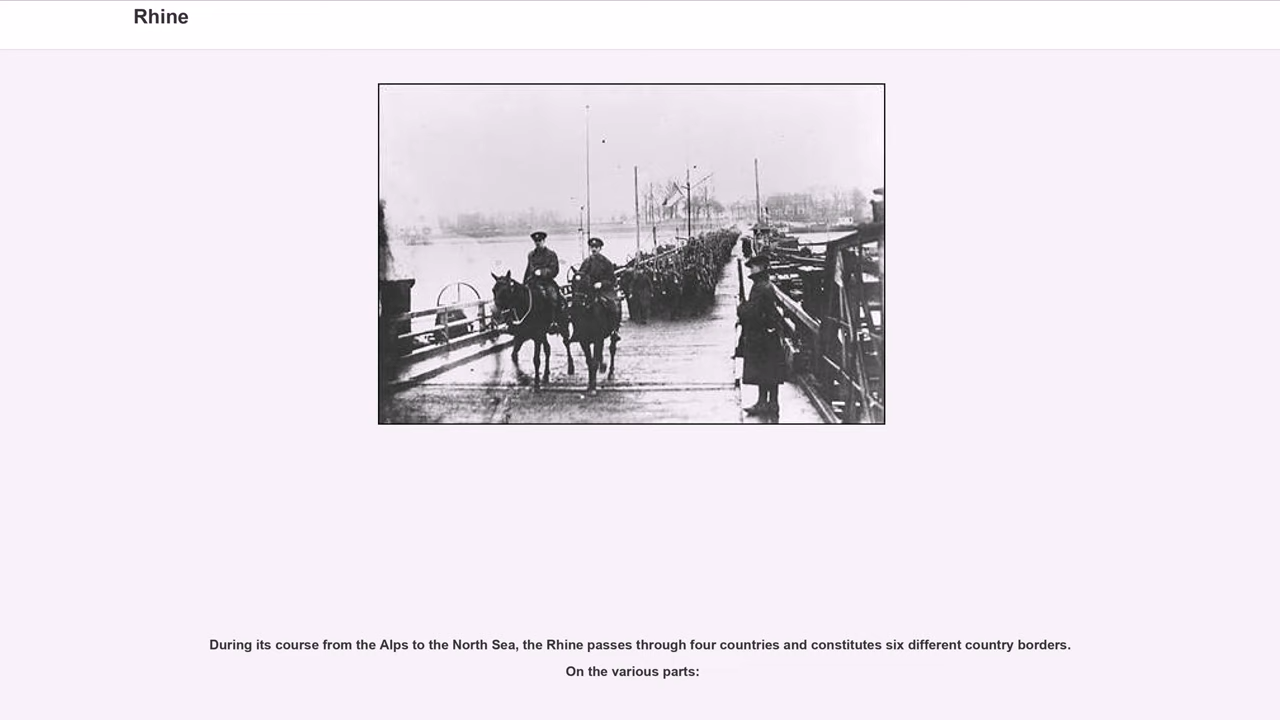 Rhine
During its course from the Alps to the North Sea, the Rhine passes through four countries and constitutes six different country borders.
On the various parts: